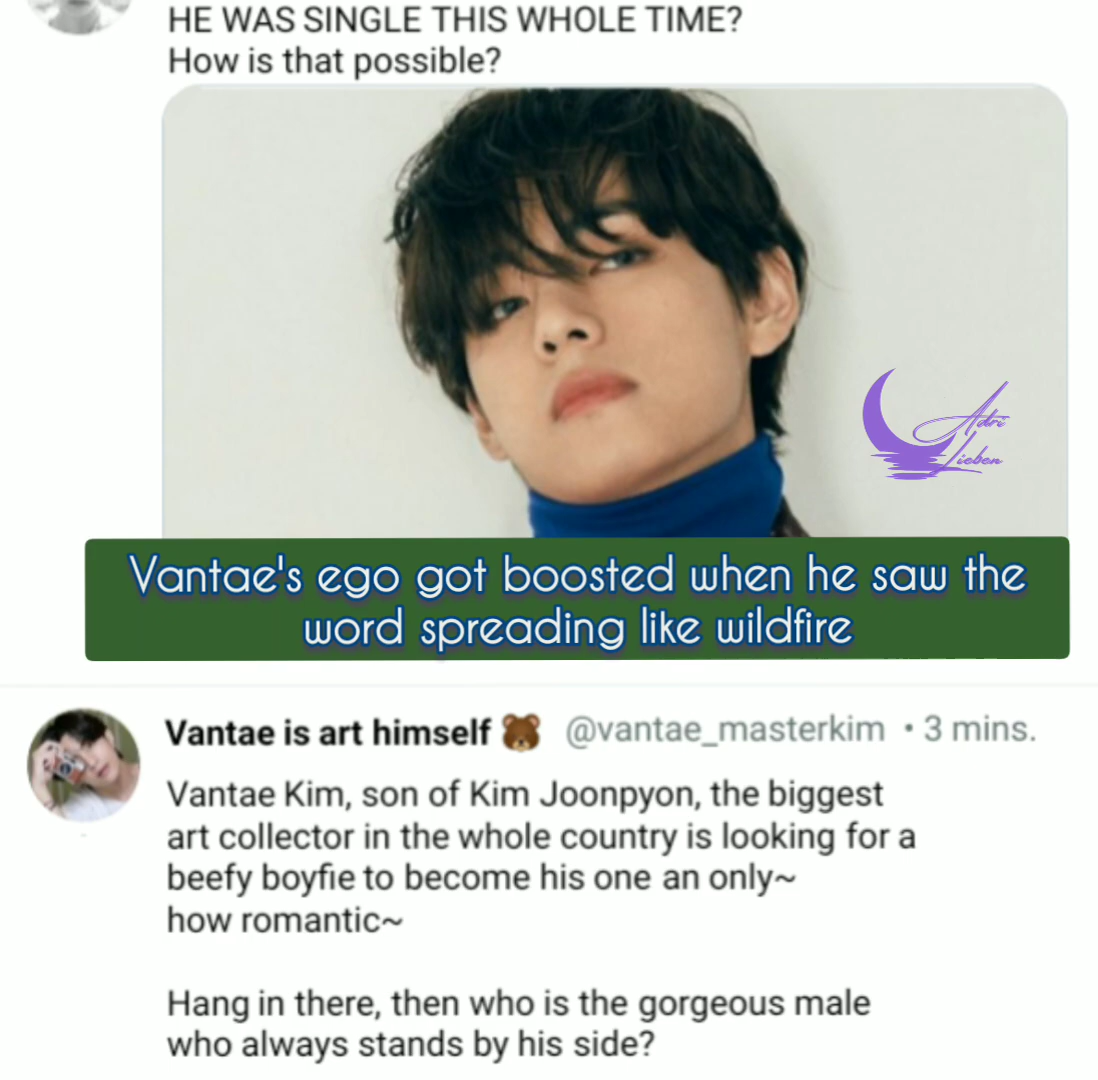 HE WAS SINGLE THIS WHOLE TIME?
How is that possible?
Adri
Lieben
Vantae's ego got boosted when he saw the
word spreading like wildfire
Vantae is art himself 🐻 @vantae_masterkim • 3 mins.
Vantae Kim, son of Kim Joonpyon, the biggest
art collector in the whole country is looking for a
beefy boyfie to become his one an only~
how romantic~
Hang in there, then who is the gorgeous male
who always stands by his side?